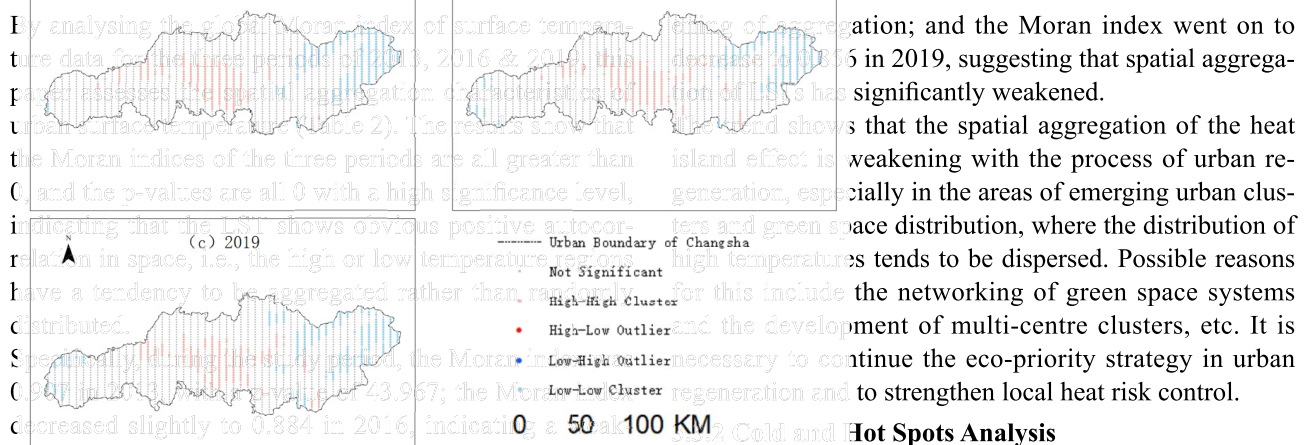 By analysing the global Moran index of surface tempera-
ture data for the three periods of 2013, 2016 & 2019, this
paper assesses the spatial aggregation characteristics of
urban surface temperature (Table 2). The results show that
the Moran indices of the three periods are all greater than
0, and the p-values are all 0 with a high significance level,
indicating that the LST shows obvious positive autocor-
relation in space, i.e., the high or low temperature regions
have a tendency to be aggregated rather than randomly
distributed.
Specifically, during the study period, the Moran index was
in 2013, with a of 43.967; the Moran index
decreased slightly to 0.884 in 2016, indicating a weak-
ening of aggregation; and the Moran index went on to
decrease to in 2019, suggesting that spatial aggrega-
tion of has significantly weakened.
The trend shows that the spatial aggregation of the heat
island effect is weakening with the process of urban re-
generation, especially in the areas of emerging urban clus-
ters and green space distribution, where the distribution of
high temperatures tends to be dispersed. Possible reasons
for this include the networking of green space systems
and the development of multi-centre clusters, etc. It is
necessary to continue the eco-priority strategy in urban
regeneration and to strengthen local heat risk control.
3.3.2 Cold and Hot Spots Analysis
N
(c) 2019
Urban Boundary of Changsha
Not Significant
High-High Cluster
High-Low Outlier
Low-High Outlier
Low-Low Cluster
0 50 100 KM